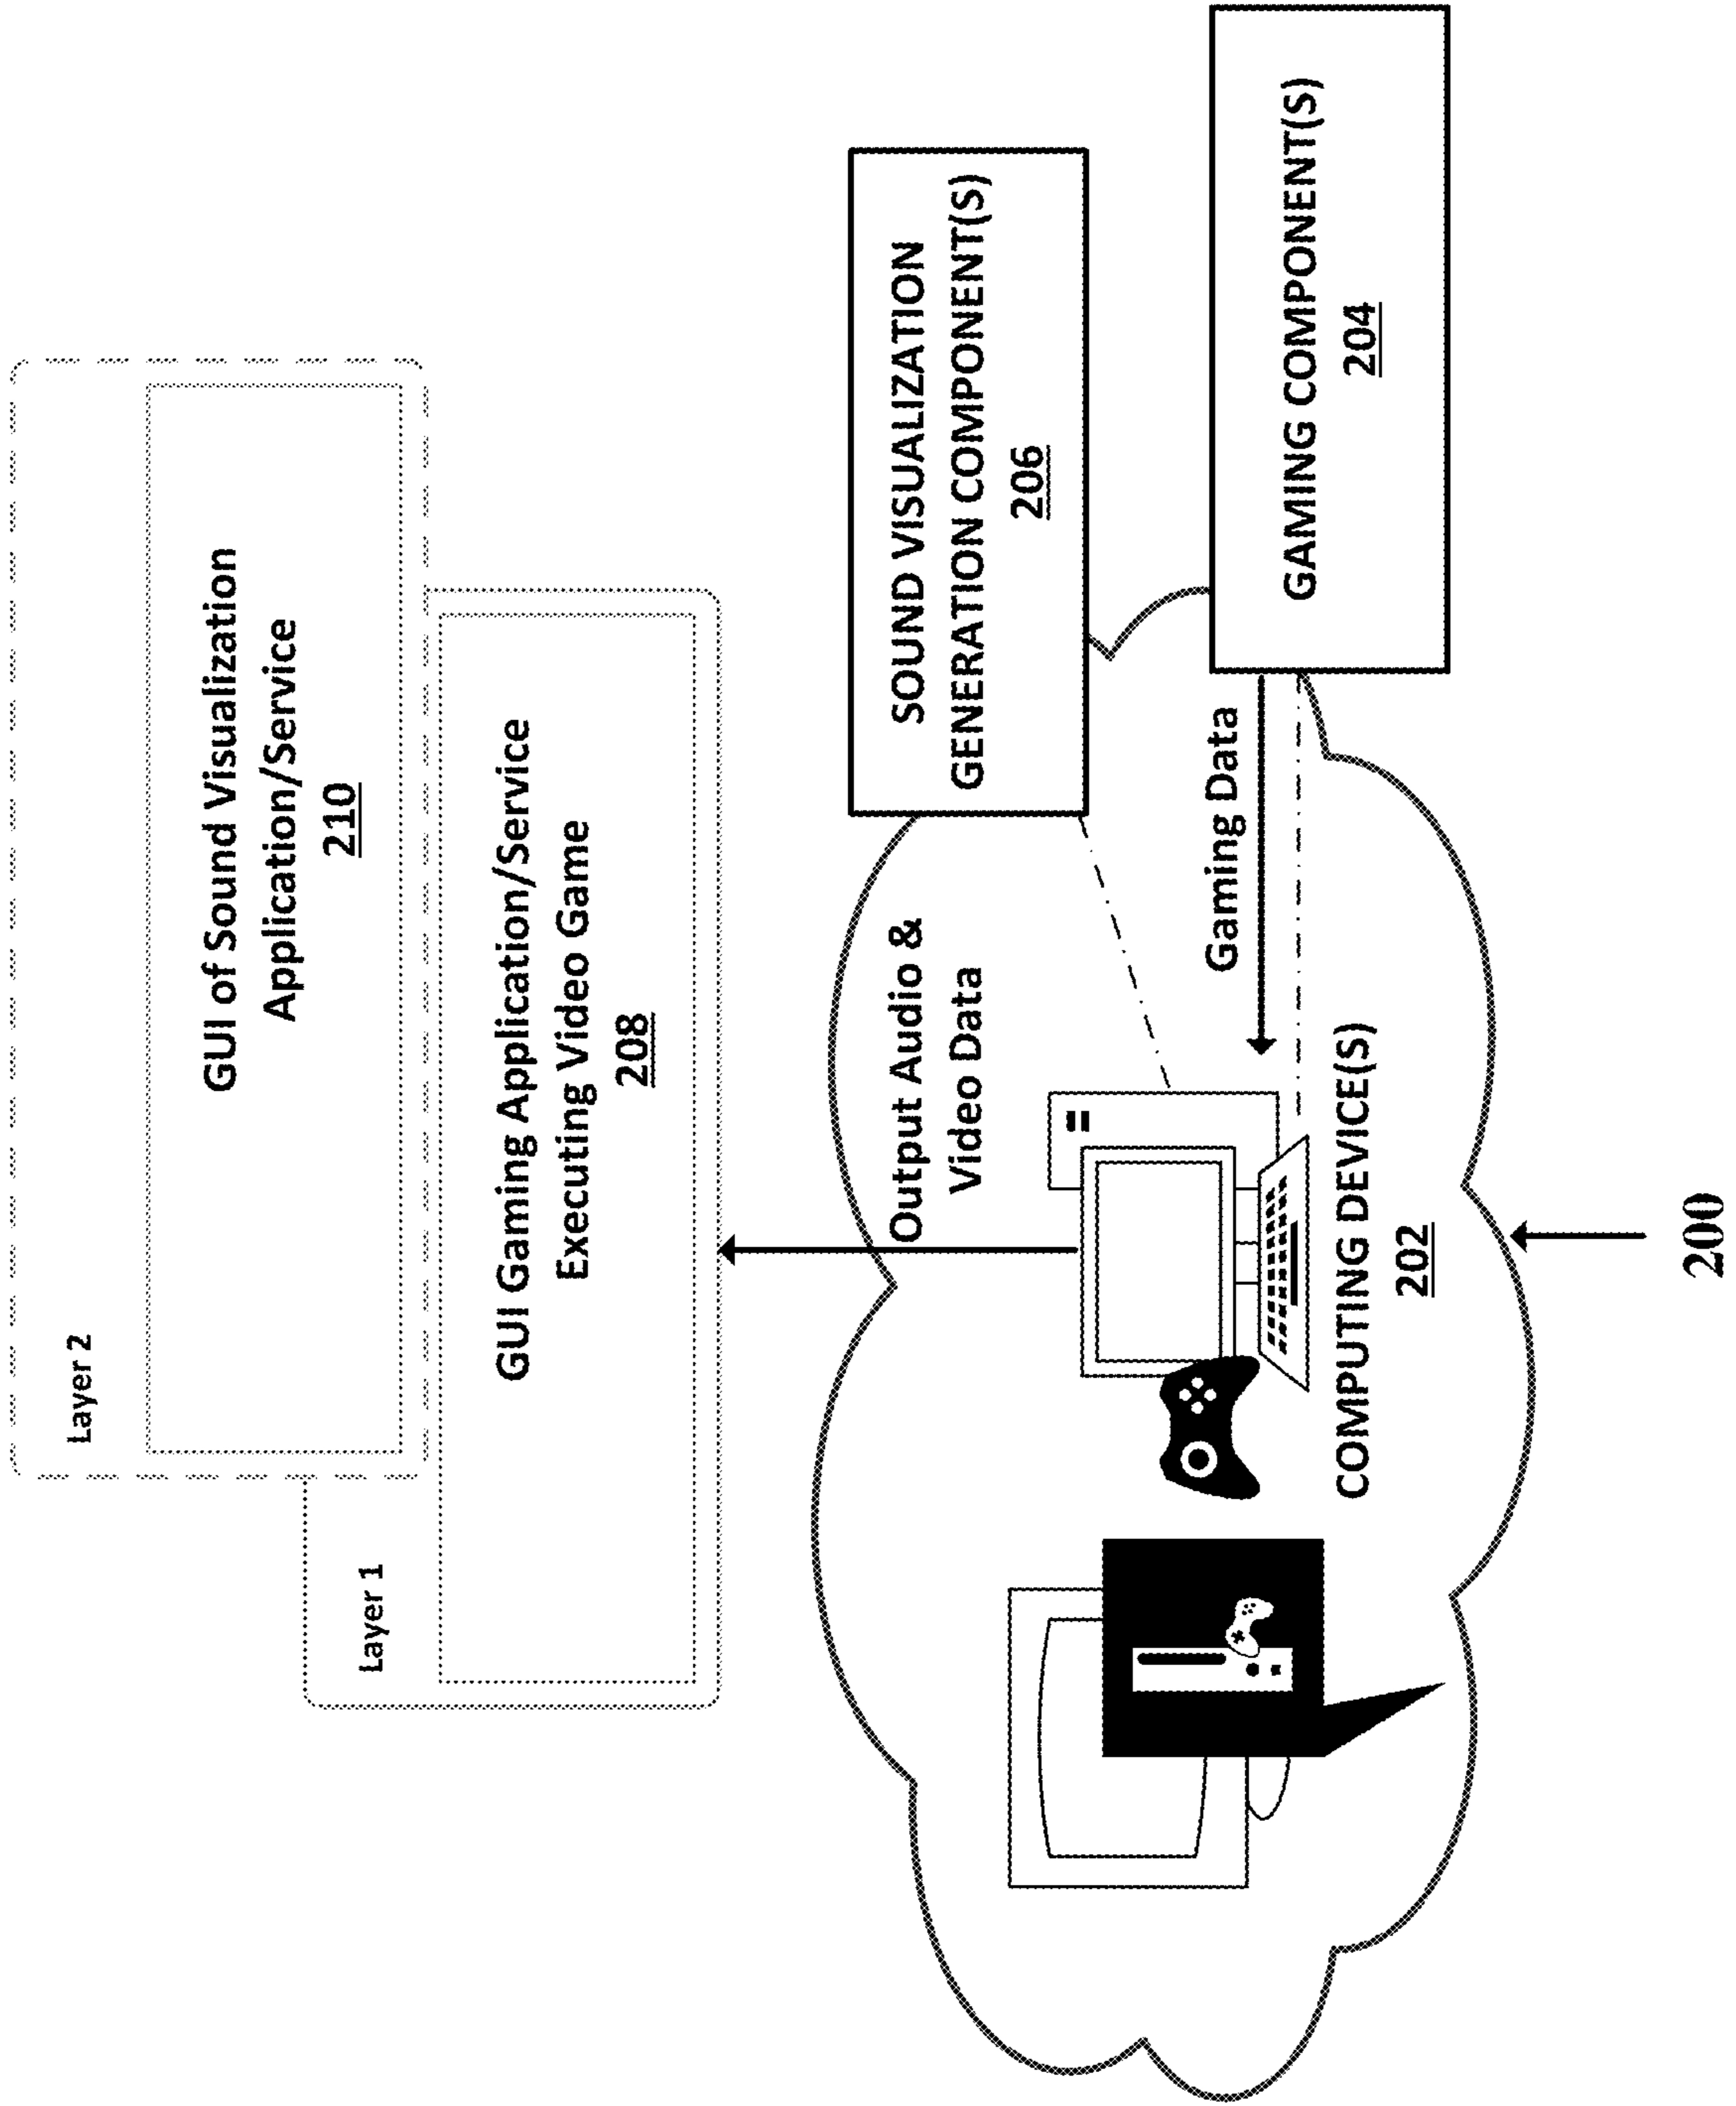 Layer 2
GUI of Sound Visualization
Application/Service
210
Layer 1
GUI Gaming Application/Service
Executing Video Game
208
Output Audio &
Video Data
SOUND VISUALIZATION
GENERATION COMPONENT(S)
206
Gaming Data
GAMING COMPONENT(S)
204
COMPUTING DEVICE(S)
202
200